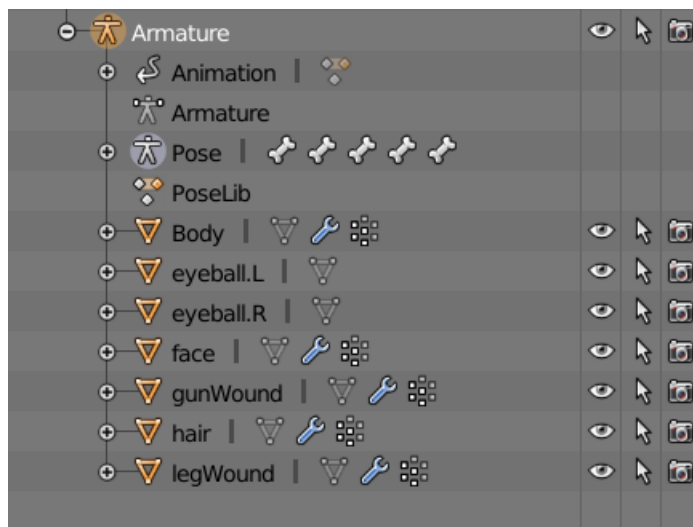 Armature
Animation
Armature
Pose
PoseLib
Body
eyeball.L
eyeball.R
face
gunWound
hair
legWound